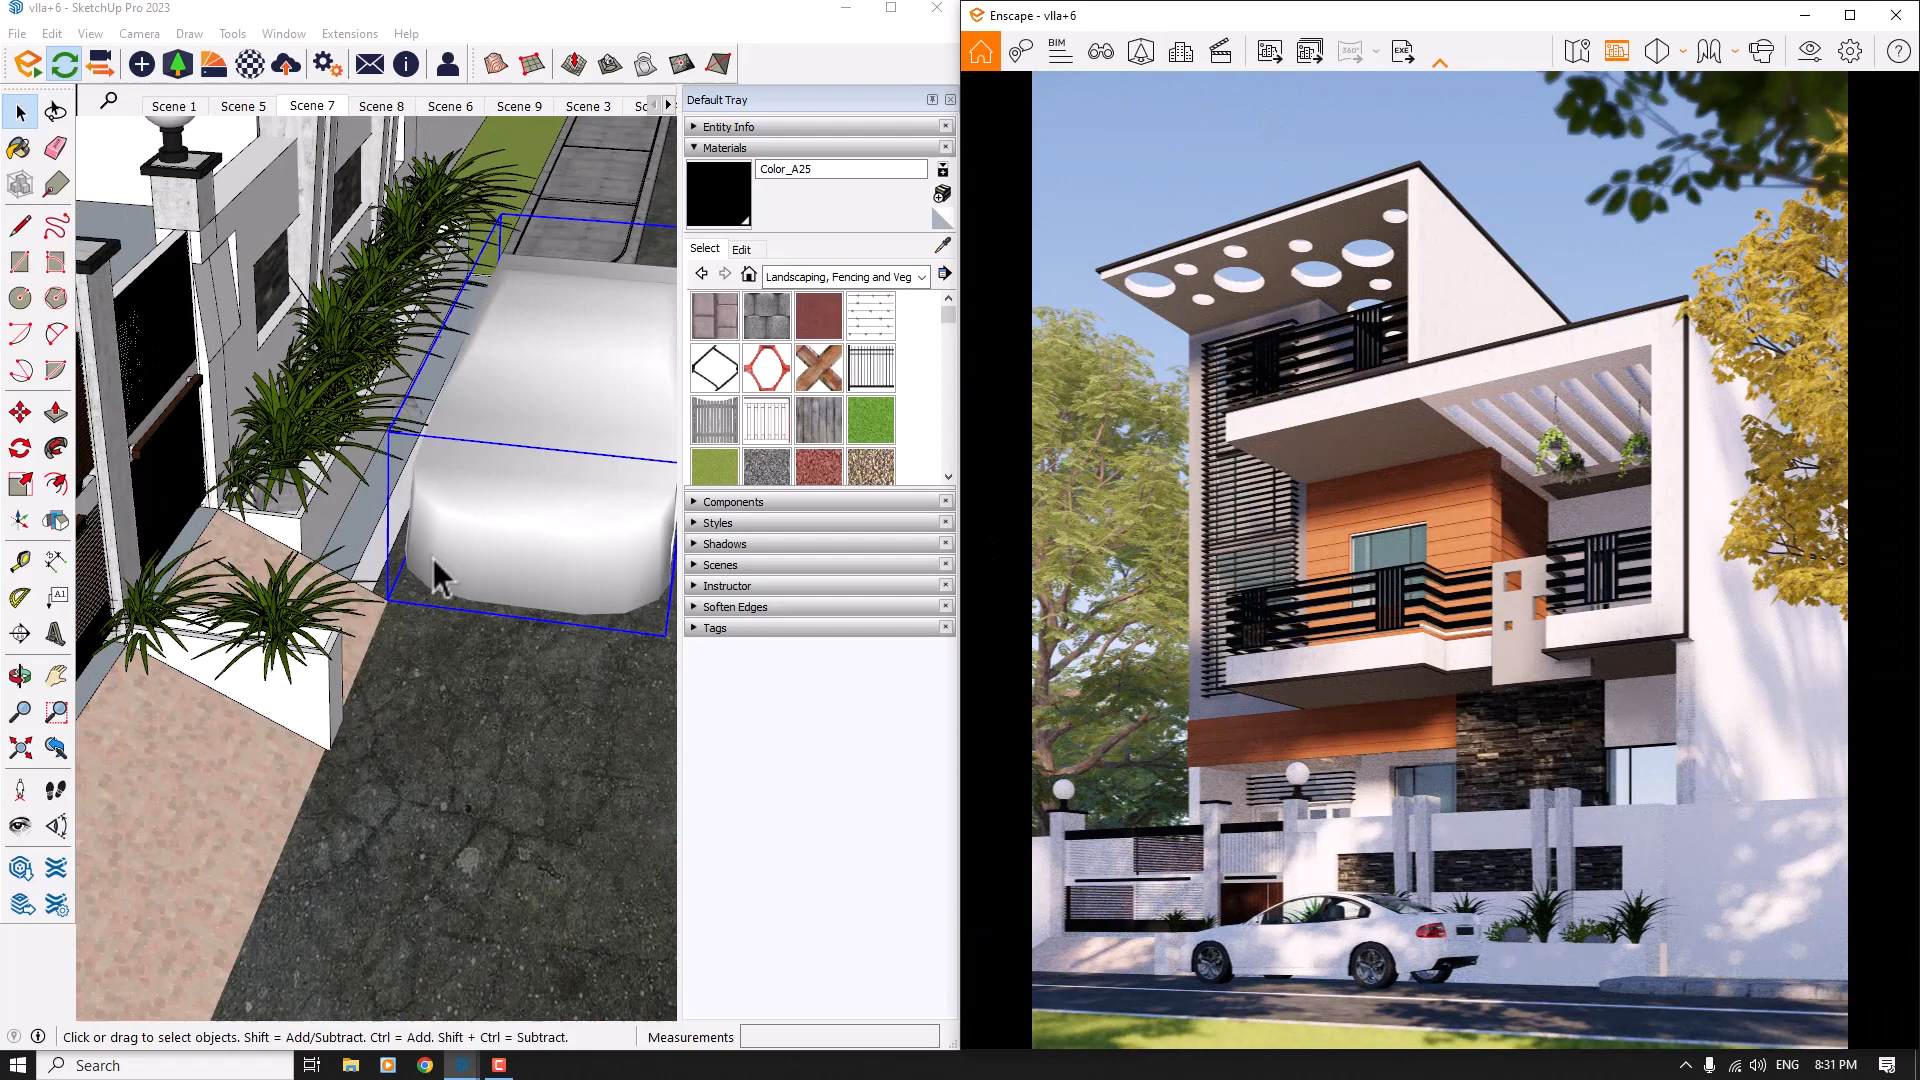 vlla+6 - SketchUp Pro 2023
File Edit View Camera Draw Tools Window Extensions Help
Scene 1 Scene 5 Scene 7 Scene 8 Scene 6 Scene 9 Scene 3 Sc
Default Tray
Entity Info
Materials
Color_A25
Select Edit
Landscaping, Fencing and Veg
Components
Styles
Shadows
Scenes
Instructor
Soften Edges
Tags
A1
Click or drag to select objects. Shift = Add/Subtract. Ctrl = Add. Shift + Ctrl = Subtract.
Measurements
Enscape - vlla+6
BIM
360°
EXE
Search
ENG
8:31 PM